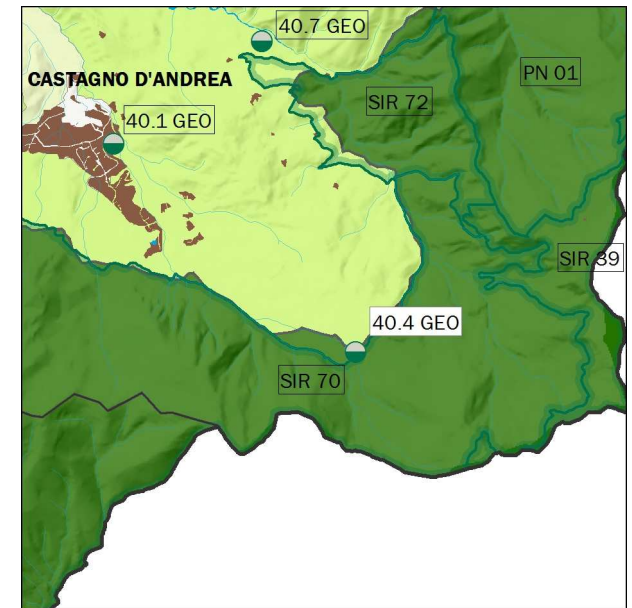 40.7 GEO
PN 01
CASTAGNO D'ANDREA
SIR 72
40.1 GEO
SIR 39
40.4 GEO
SIR 70